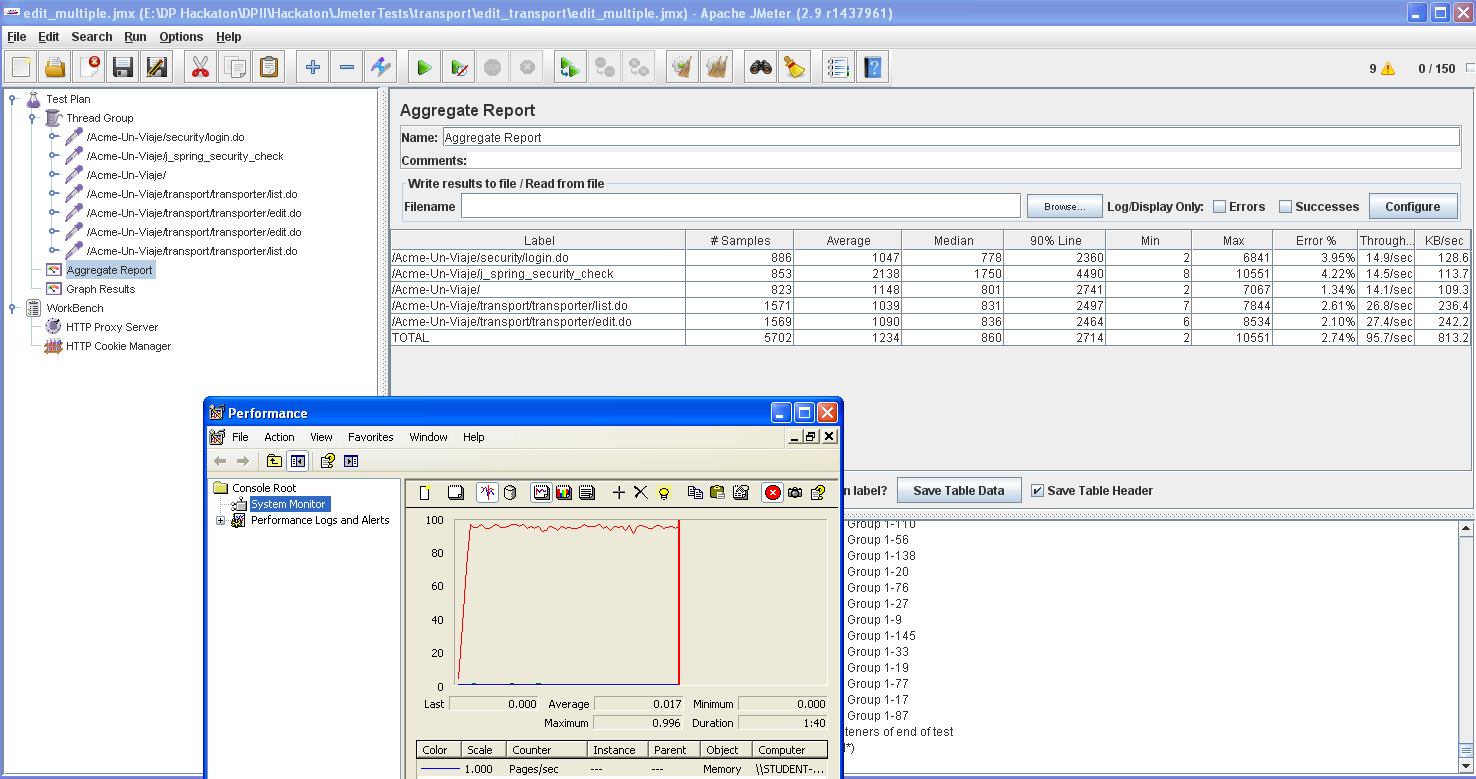 edit_multiple.jmx (E:\DP Hackaton\DPII\Hackaton\JmeterTests\transport\edit_transport\edit_multiple.jmx) - Apache JMeter (2.9 r1437961)
File Edit Search Run Options Help
9 0 / 150
Test Plan
Thread Group
/Acme-Un-Viaje/security/login.do
/Acme-Un-Viaje/j_spring_security_check
/Acme-Un-Viaje/
/Acme-Un-Viaje/transport/transporter/list.do
/Acme-Un-Viaje/transport/transporter/edit.do
/Acme-Un-Viaje/transport/transporter/edit.do
/Acme-Un-Viaje/transport/transporter/list.do
Aggregate Report
Graph Results
WorkBench
HTTP Proxy Server
HTTP Cookie Manager
Aggregate Report
Name: Aggregate Report
Comments:
Write results to file / Read from file
Filename Browse... Log/Display Only: Errors Successes Configure
Label # Samples Average Median 90% Line Min Max Error % Through... KB/sec
/Acme-Un-Viaje/security/login.do 886 1047 778 2360 2 6841 3.95% 14.9/sec 128.6
/Acme-Un-Viaje/j_spring_security_check 853 2138 1750 4490 8 10551 4.22% 14.5/sec 113.7
/Acme-Un-Viaje/ 823 1148 801 2741 2 7067 1.34% 14.1/sec 109.3
/Acme-Un-Viaje/transport/transporter/list.do 1571 1039 831 2497 7 7844 2.61% 26.8/sec 236.4
/Acme-Un-Viaje/transport/transporter/edit.do 1569 1090 836 2464 6 8534 2.10% 27.4/sec 242.2
TOTAL 5702 1234 860 2714 2 10551 2.74% 95.7/sec 813.2
n label? Save Table Data Save Table Header
Group 1-110
Group 1-56
Group 1-138
Group 1-20
Group 1-76
Group 1-27
Group 1-9
Group 1-145
Group 1-33
Group 1-19
Group 1-77
Group 1-17
Group 1-87
teners of end of test
*)
Performance
File Action View Favorites Window Help
Console Root
System Monitor
Performance Logs and Alerts
100
80
60
40
20
0
Last 0.000 Average 0.017 Minimum 0.000
Maximum 0.996 Duration 1:40
Color Scale Counter Instance Parent Object Computer
1.000 Pages/sec --- --- Memory \\STUDENT-...